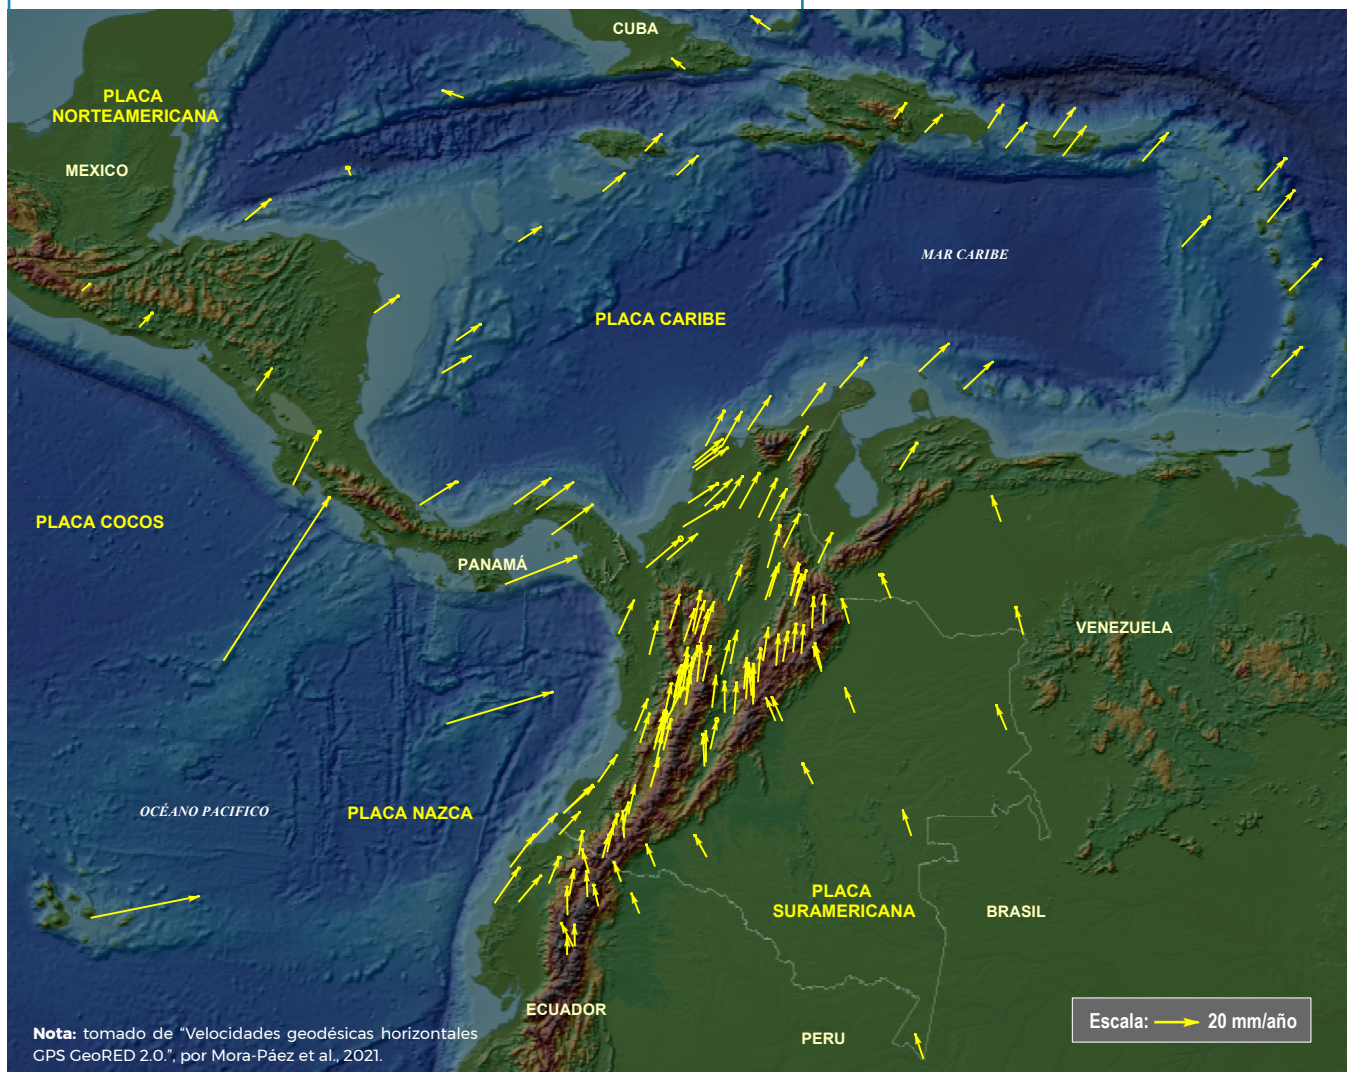 CUBA
PLACA
NORTEAMERICANA
MEXICO
MAR CARIBE
PLACA CARIBE
PLACA COCOS
PANAMÁ
VENEZUELA
OCÉANO PACIFICO
PLACA NAZCA
PLACA
SURAMERICANA
BRASIL
ECUADOR
PERU
Escala: 20 mm/año
Nota: tomado de “Velocidades geodésicas horizontales
GPS GeoRED 2.0.”, por Mora-Páez et al., 2021.